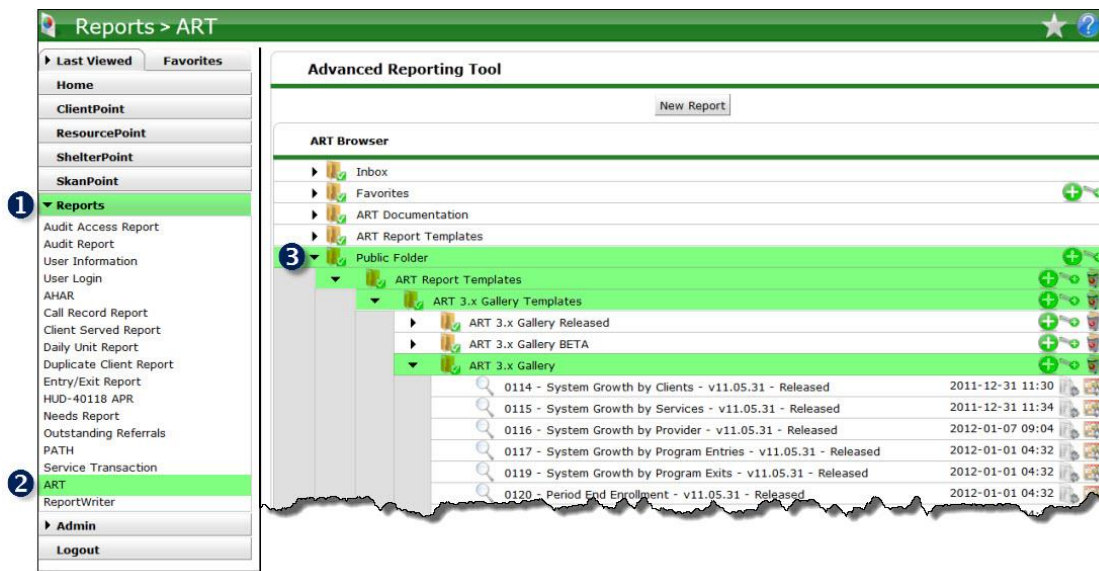 Reports > ART
Last Viewed
Favorites
Home
ClientPoint
ResourcePoint
ShelterPoint
SkanPoint
1
Reports
Audit Access Report
Audit Report
User Information
User Login
AHAR
Call Record Report
Client Served Report
Daily Unit Report
Duplicate Client Report
Entry/Exit Report
HUD-40118 APR
Needs Report
Outstanding Referrals
PATH
Service Transaction
2
ART
ReportWriter
Admin
Logout
Advanced Reporting Tool
New Report
ART Browser
Inbox
Favorites
ART Documentation
ART Report Templates
3
Public Folder
ART Report Templates
ART 3.x Gallery Templates
ART 3.x Gallery Released
ART 3.x Gallery BETA
ART 3.x Gallery
0114 - System Growth by Clients - v11.05.31 - Released 2011-12-31 11:30
0115 - System Growth by Services - v11.05.31 - Released 2011-12-31 11:34
0116 - System Growth by Provider - v11.05.31 - Released 2012-01-07 09:04
0117 - System Growth by Program Entries - v11.05.31 - Released 2012-01-01 04:32
0119 - System Growth by Program Exits - v11.05.31 - Released 2012-01-01 04:32
0120 - Period End Enrollment - v11.05.31 - Released 2012-01-01 04:32